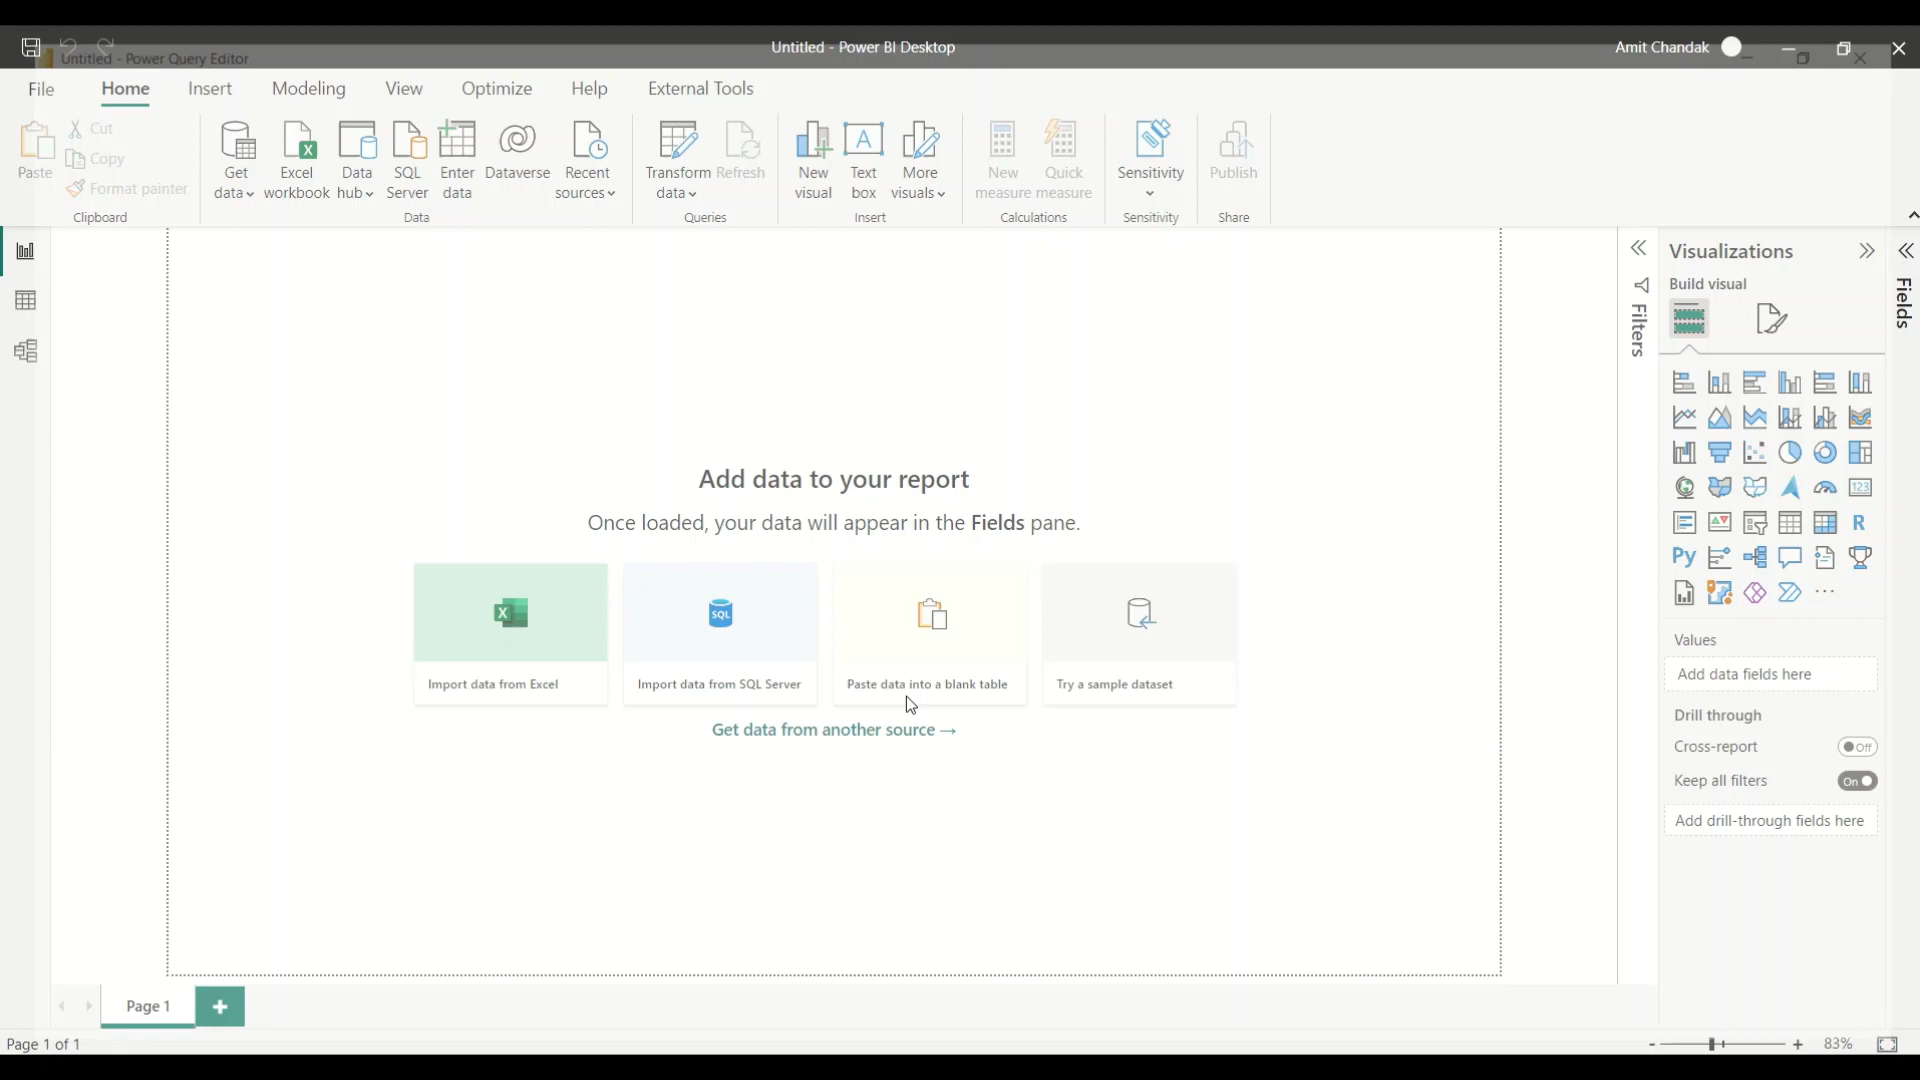 Untitled - Power BI Desktop
Amit Chandak
Untitled - Power Query Editor
File Home Insert Modeling View Optimize Help External Tools
Paste
Cut
Copy
Format painter
Clipboard
Get data
Excel workbook
Data hub
SQL Server
Enter data
Dataverse
Recent sources
Data
Transform data
Refresh
Queries
New visual
Text box
More visuals
Insert
New measure
Quick measure
Calculations
Sensitivity
Sensitivity
Publish
Share
Add data to your report
Once loaded, your data will appear in the Fields pane.
X
SQL
Import data from Excel
Import data from SQL Server
Paste data into a blank table
Try a sample dataset
Get data from another source →
Filters
Visualizations
Build visual
123
R
Py
...
Values
Add data fields here
Drill through
Cross-report
Off
Keep all filters
On
Add drill-through fields here
Fields
Page 1
+
Page 1 of 1
- + 83%